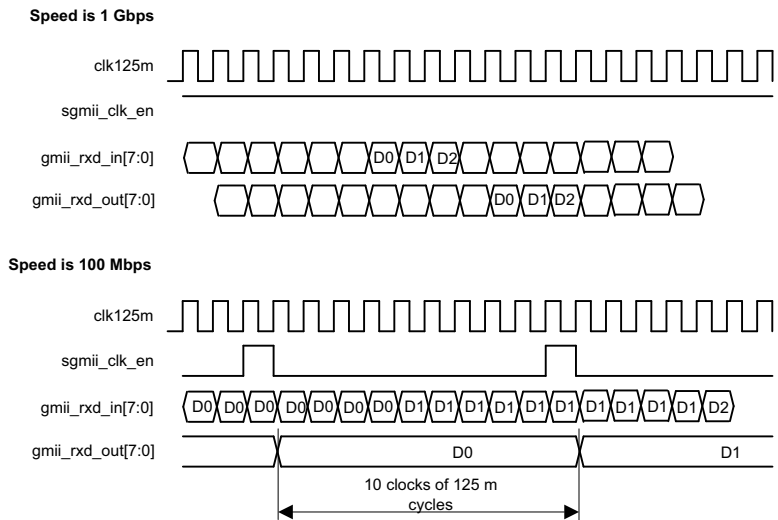 Speed is 1 Gbps
clk125m
sgmii_clk_en
gmii_rxd_in[7:0] D0 D1 D2
gmii_rxd_out[7:0] D0 D1 D2
Speed is 100 Mbps
clk125m
sgmii_clk_en
gmii_rxd_in[7:0] D0 D0 D0 D0 D0 D0 D0 D1 D1 D1 D1 D1 D1 D1 D1 D1 D1 D2
gmii_rxd_out[7:0] D0 D1
10 clocks of 125 m
cycles